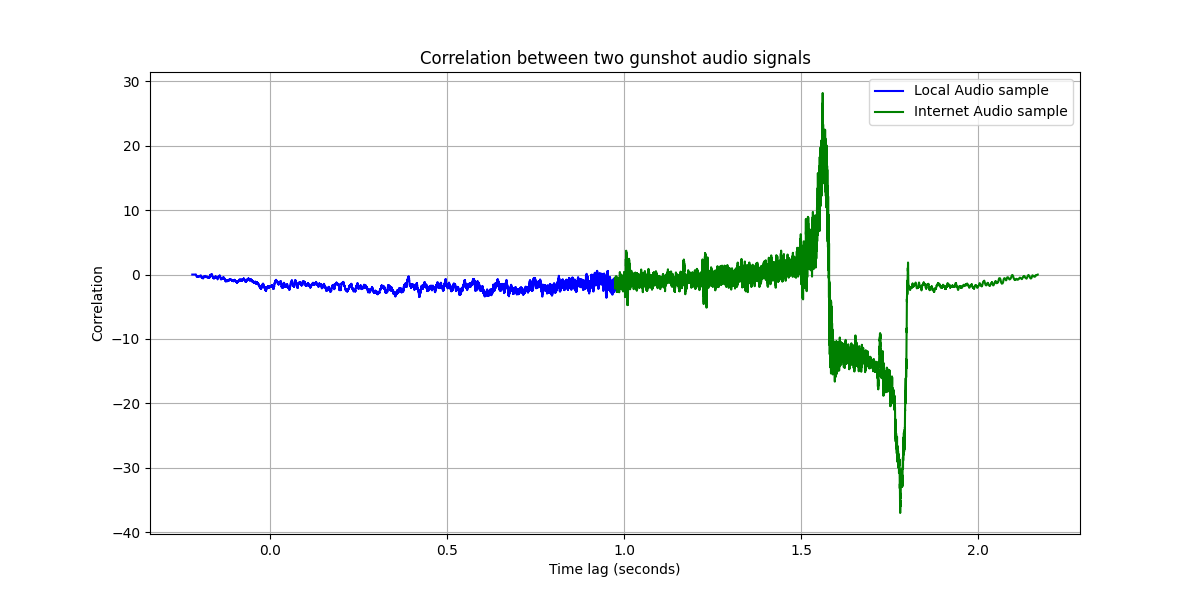 Correlation between two gunshot audio signals
Local Audio sample
Internet Audio sample
30
20
10
0
−10
−20
−30
−40
Correlation
0.0 0.5 1.0 1.5 2.0
Time lag (seconds)